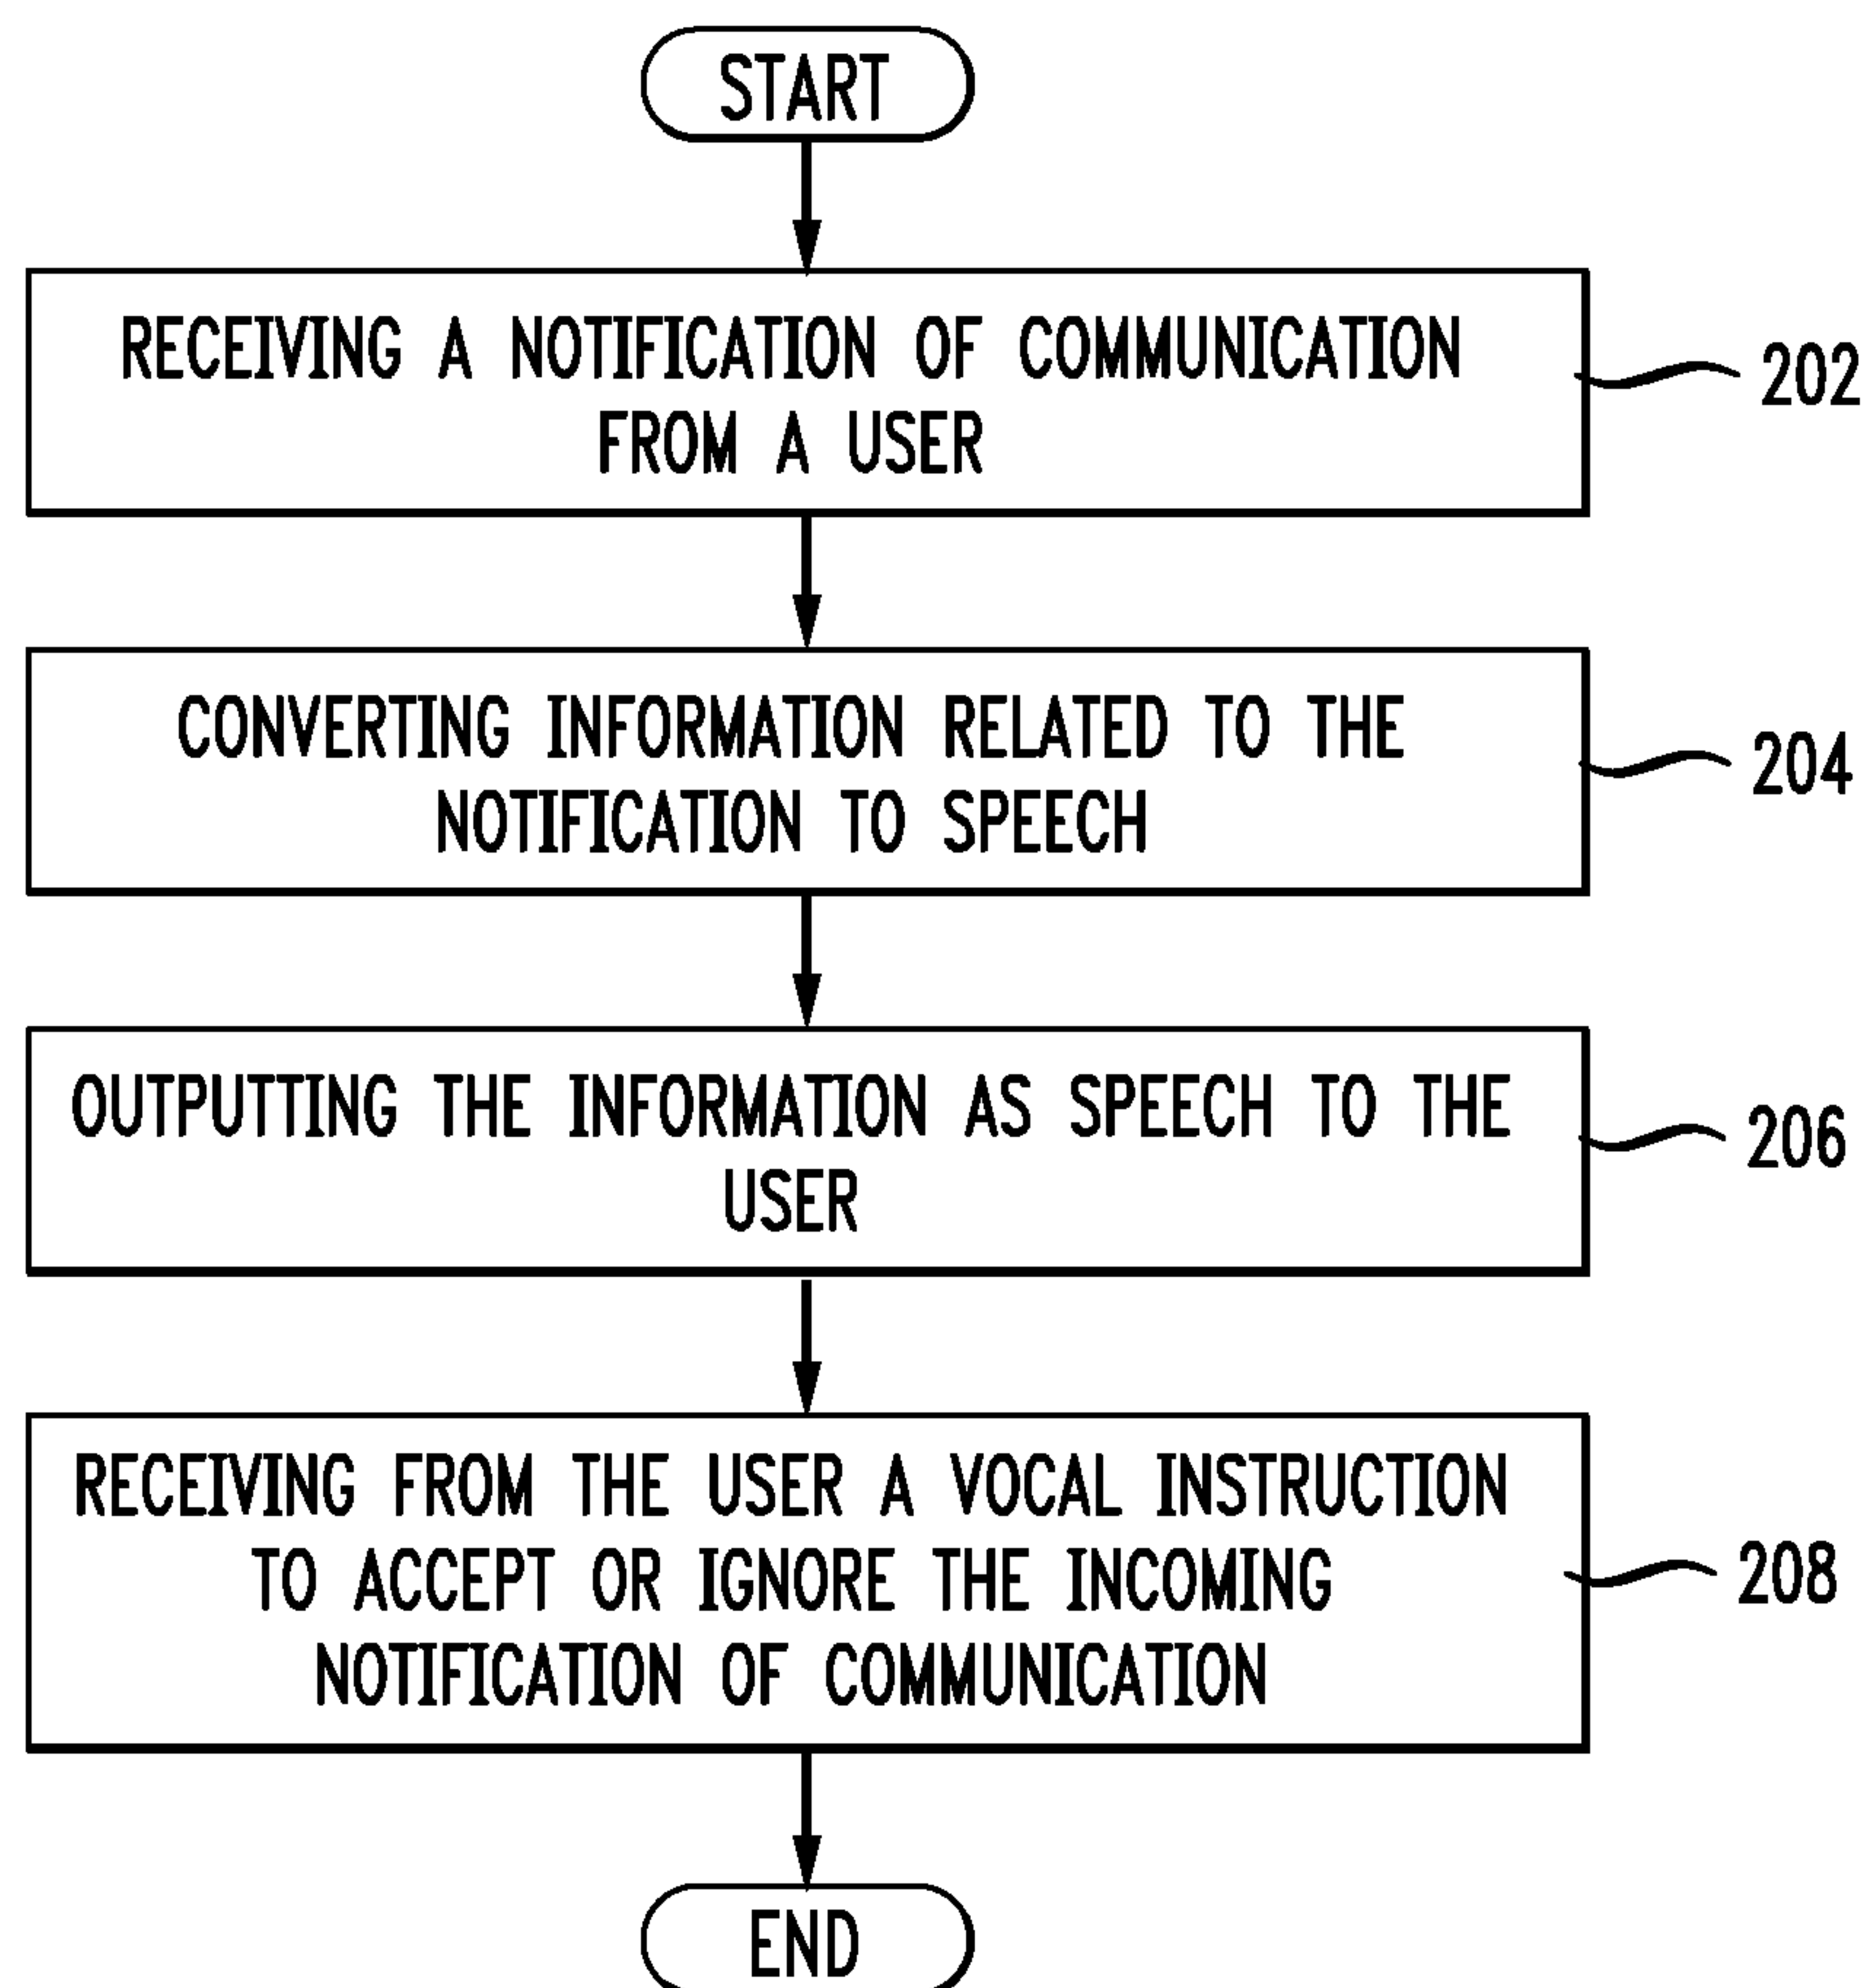 START
RECEIVING A NOTIFICATION OF COMMUNICATION
FROM A USER
202
CONVERTING INFORMATION RELATED TO THE
NOTIFICATION TO SPEECH
204
OUTPUTTING THE INFORMATION AS SPEECH TO THE
USER
206
RECEIVING FROM THE USER A VOCAL INSTRUCTION
TO ACCEPT OR IGNORE THE INCOMING
NOTIFICATION OF COMMUNICATION
208
END